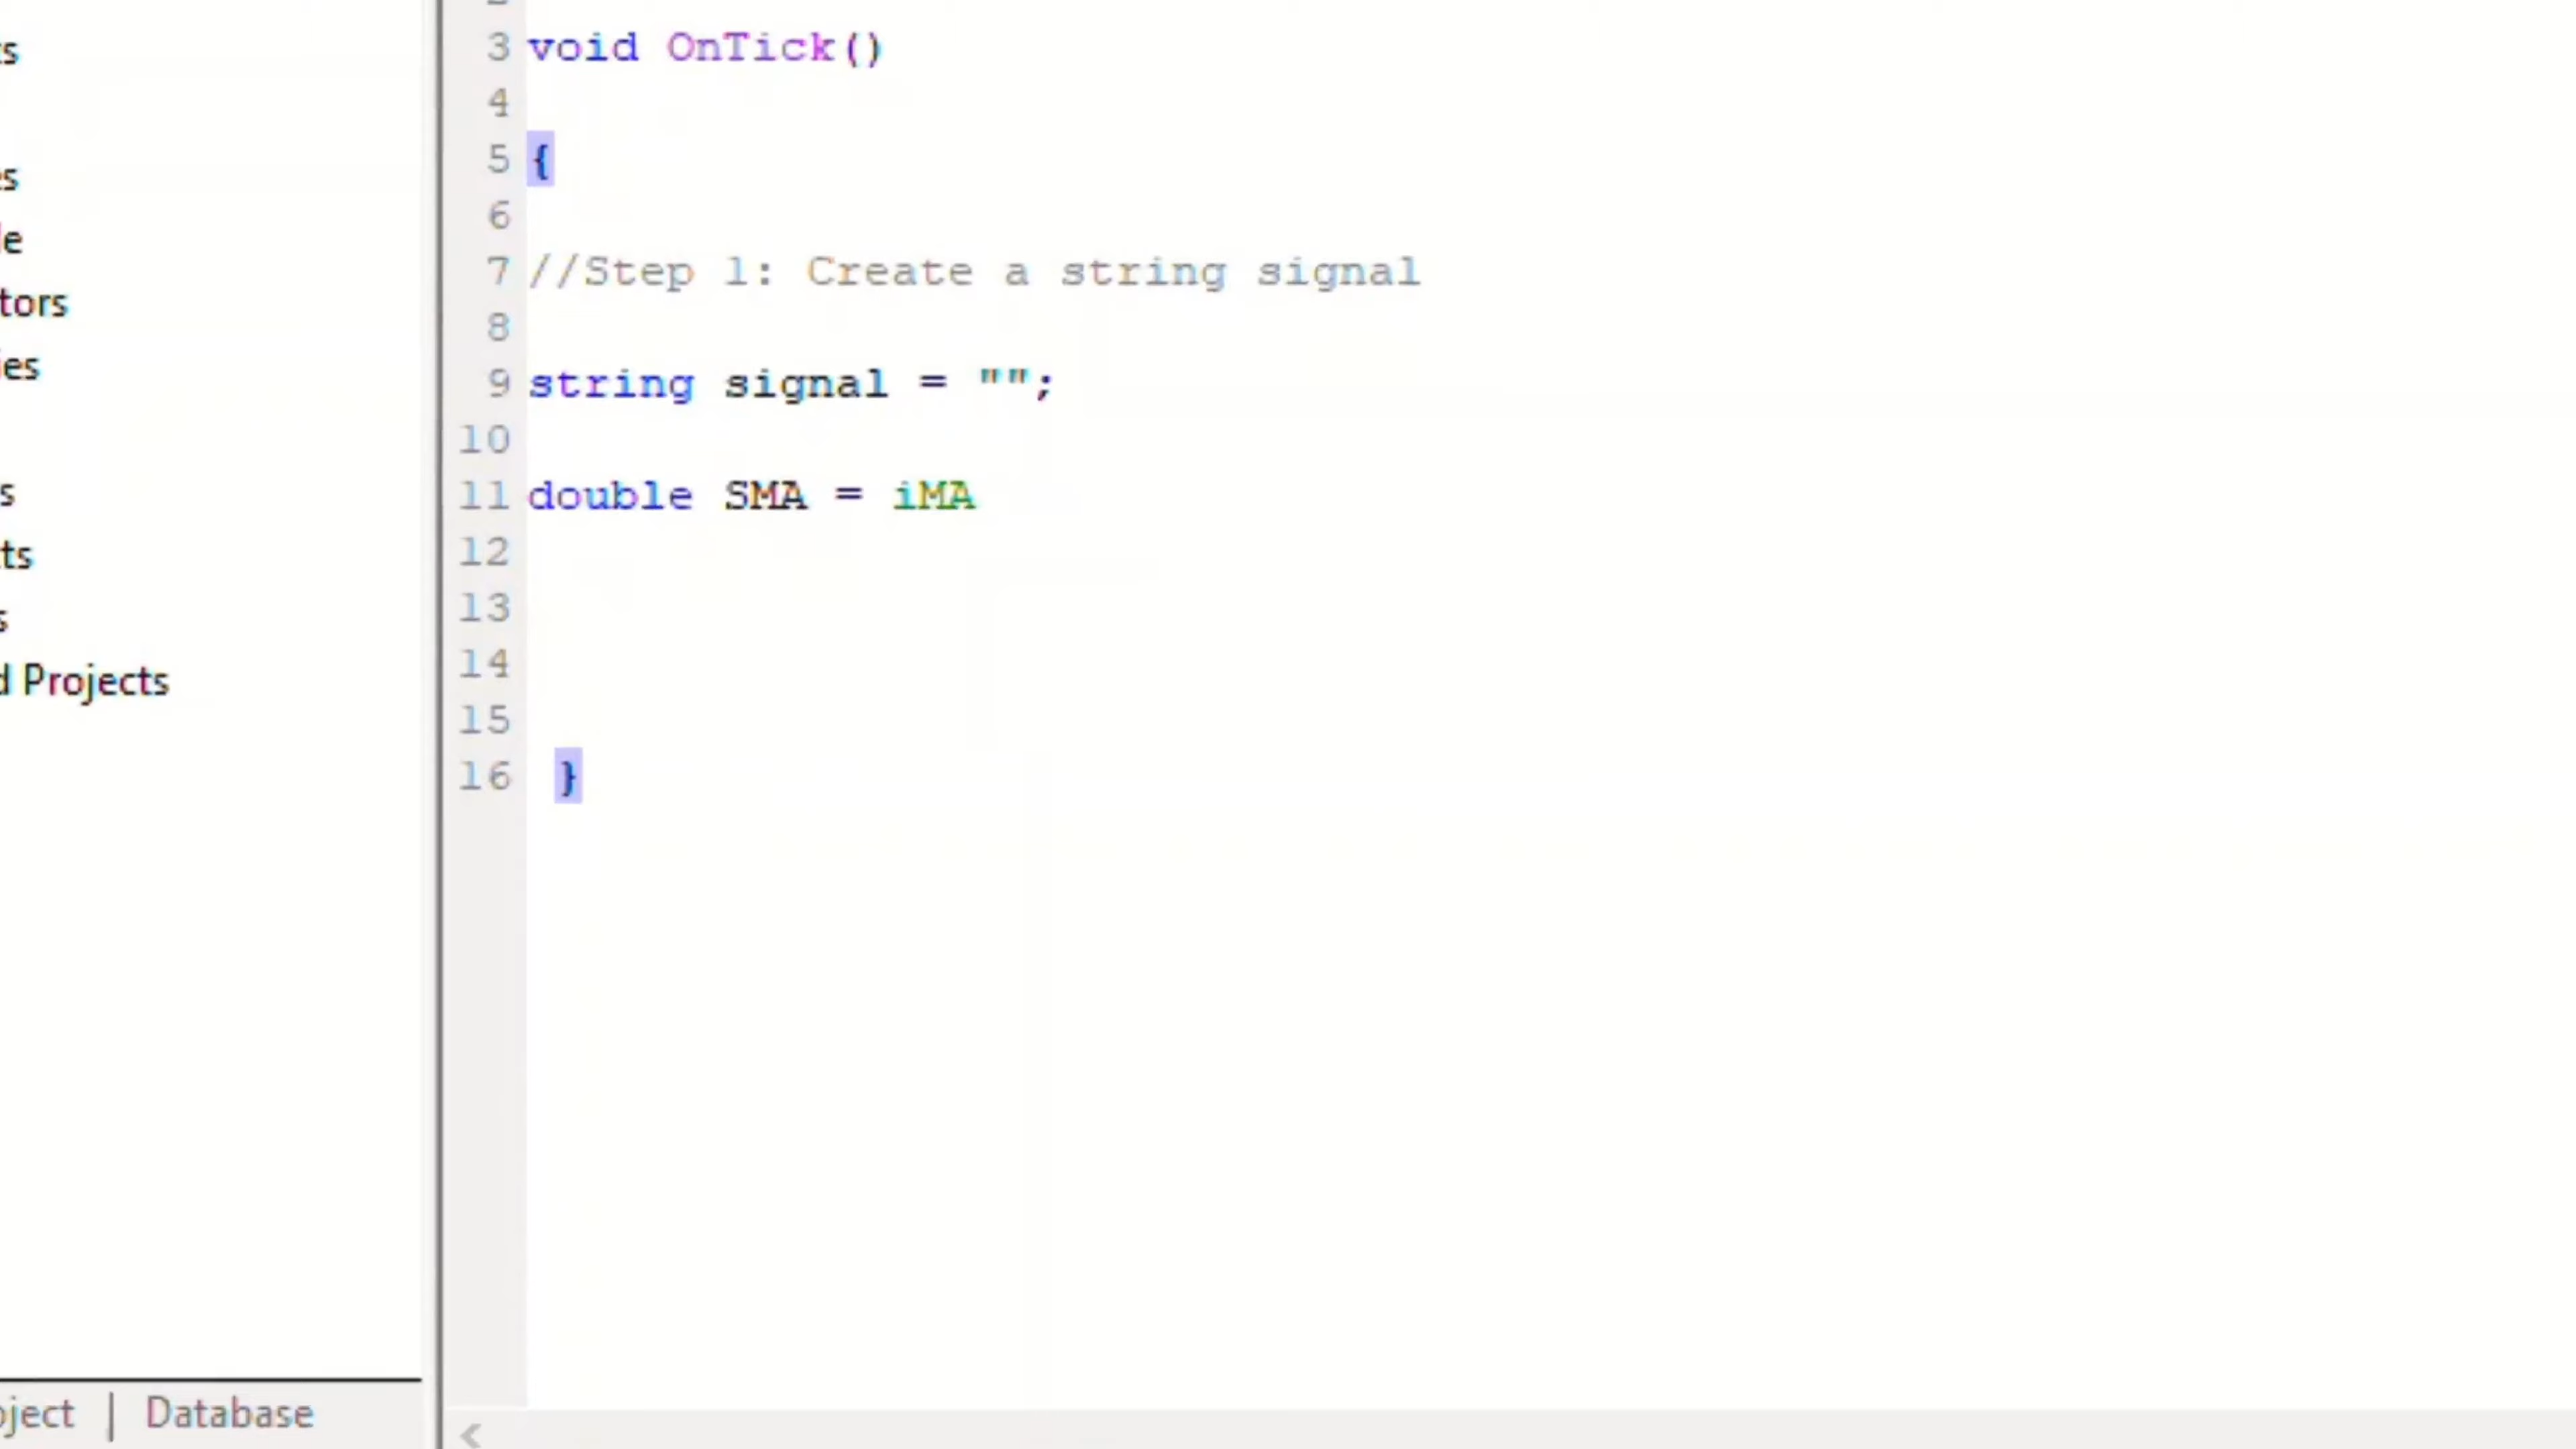 ts
es
le
tors
ies
s
ts
s
d Projects
oject | Database
3 void OnTick()
4
5 {
6
7 //Step 1: Create a string signal
8
9 string signal = "";
10
11 double SMA = iMA
12
13
14
15
16 }